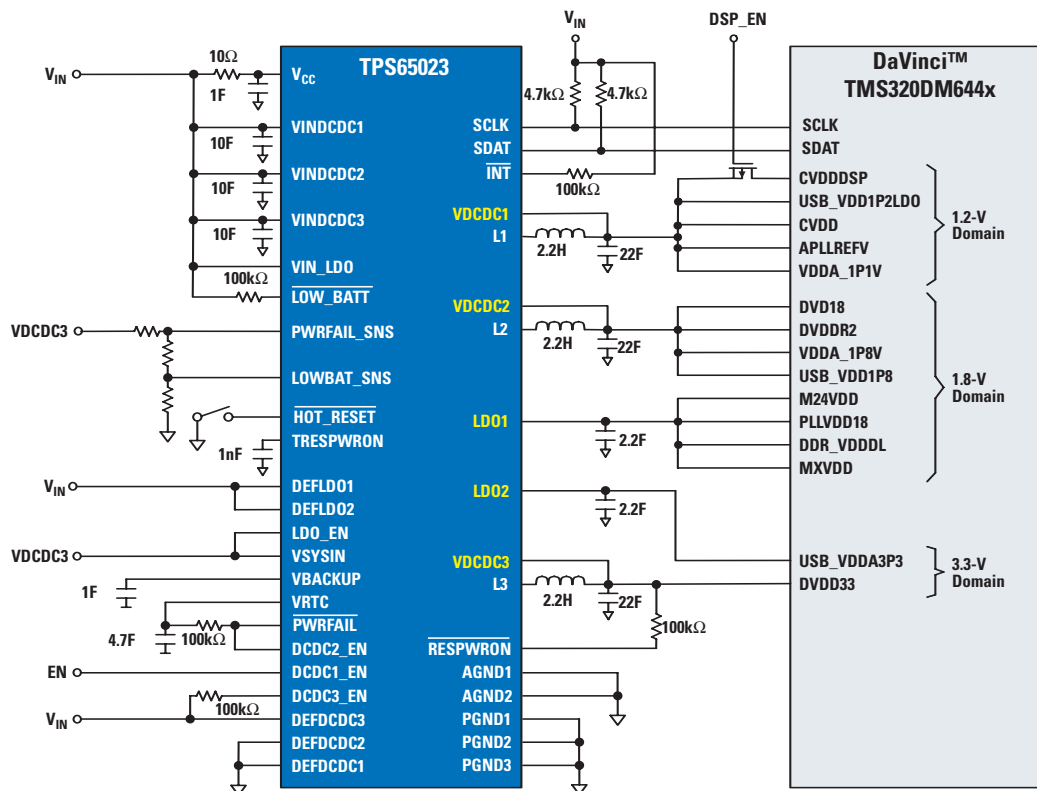 TPS65023
DaVinci™
TMS320DM644x
VIN
DSP_EN
VIN
10Ω
1F
VCC
10F
VINDCDC1
10F
VINDCDC2
10F
VINDCDC3
VIN_LDO
100kΩ
LOW_BATT
VDCDC3
PWRFAIL_SNS
LOWBAT_SNS
HOT_RESET
TRESPWRON
1nF
VIN
DEFLDO1
DEFLDO2
LDO_EN
VDCDC3
VSYSIN
VBACKUP
1F
VRTC
4.7F
100kΩ
PWRFAIL
DCDC2_EN
EN
DCDC1_EN
DCDC3_EN
100kΩ
VIN
DEFDCDC3
DEFDCDC2
DEFDCDC1
4.7kΩ
4.7kΩ
SCLK
SDAT
INT
100kΩ
VDCDC1
L1
2.2H
22F
VDCDC2
L2
2.2H
22F
LDO1
2.2F
LDO2
2.2F
VDCDC3
L3
2.2H
22F
100kΩ
RESPWRON
AGND1
AGND2
PGND1
PGND2
PGND3
SCLK
SDAT
CVDDDSP
USB_VDD1P2LDO
CVDD
APLLREFV
VDDA_1P1V
1.2-V
Domain
DVD18
DVDDR2
VDDA_1P8V
USB_VDD1P8
M24VDD
PLLVDD18
DDR_VDDDL
MXVDD
1.8-V
Domain
USB_VDDA3P3
DVDD33
3.3-V
Domain